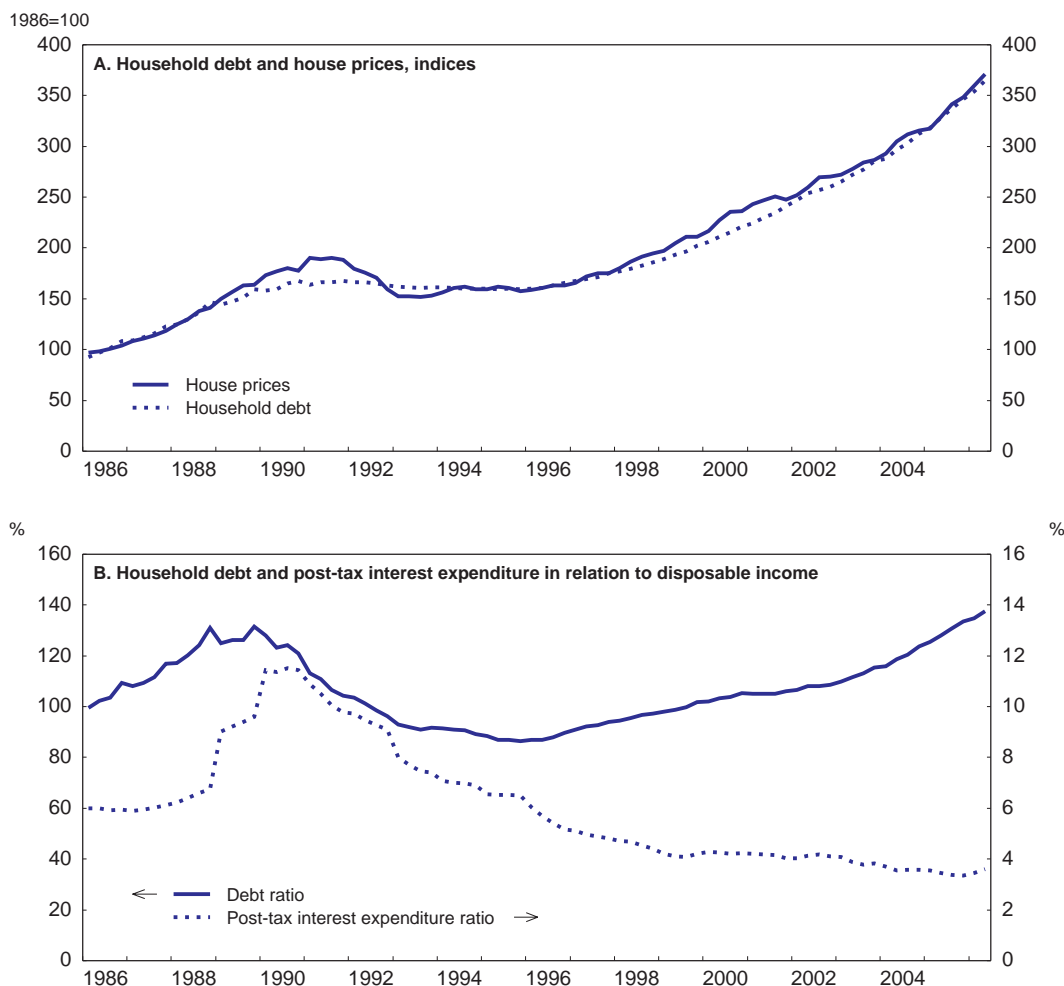 1986=100
400 400
A. Household debt and house prices, indices
350 350
300 300
250 250
200 200
150 150
100 100
House prices
50 50
Household debt
0 0
1986 1988 1990 1992 1994 1996 1998 2000 2002 2004
% %
160 16
B. Household debt and post-tax interest expenditure in relation to disposable income
140 14
120 12
100 10
80 8
60 6
40 4
Debt ratio
20 2
Post-tax interest expenditure ratio
0 0
1986 1988 1990 1992 1994 1996 1998 2000 2002 2004